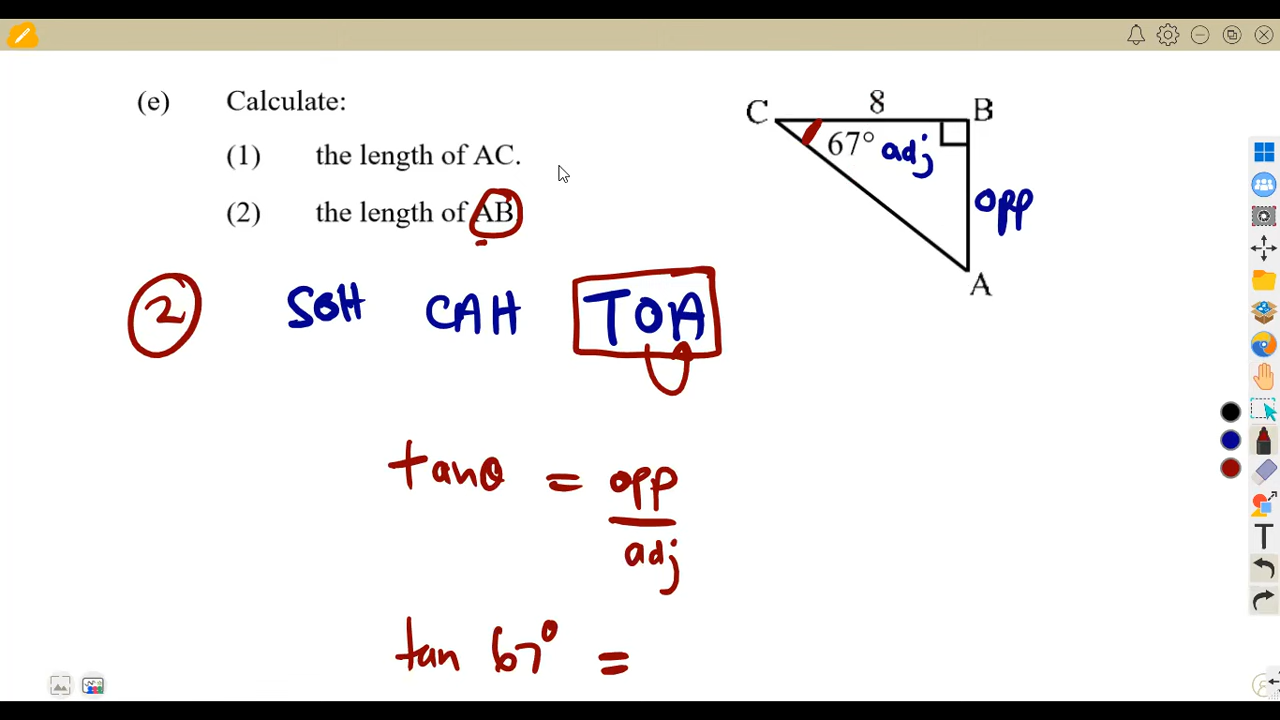 (e) Calculate:
(1) the length of AC.
(2) the length of AB
C 8 B
67° adj
opp
A
2 SOH CAH TOA
tanθ = opp
adj
tan 67° =
T